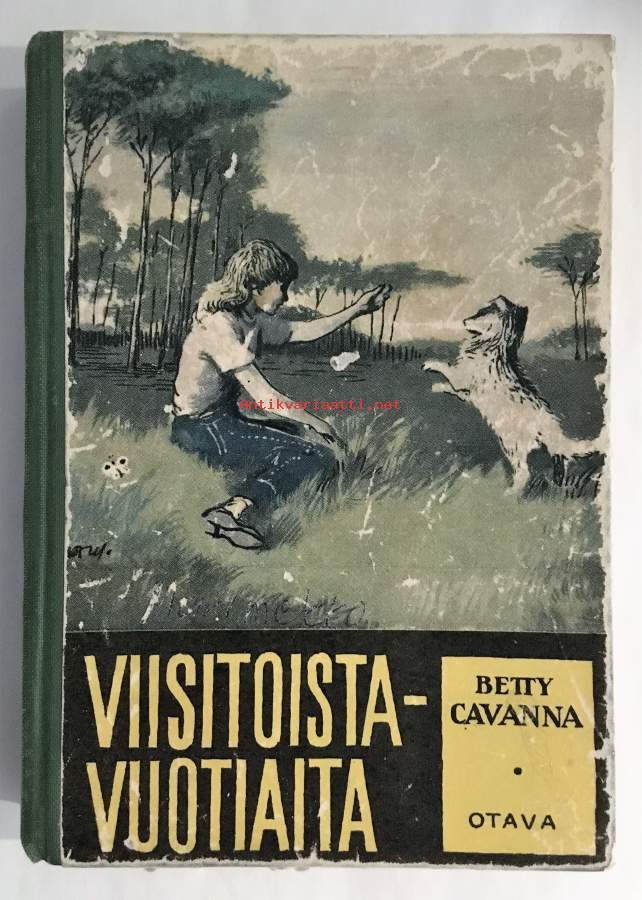 antikvariaatti.net
VIISITOISTA-
VUOTIAITA
BETTY
CAVANNA
•
OTAVA